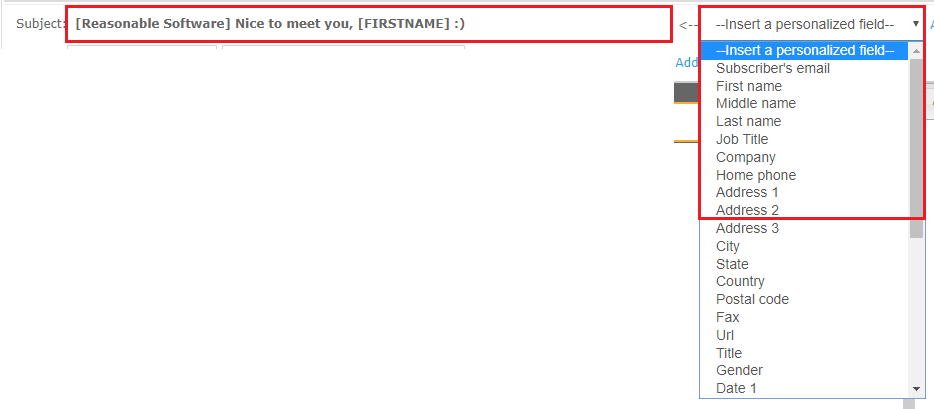 Subject: [Reasonable Software] Nice to meet you, [FIRSTNAME] :) <-- --Insert a personalized field--
--Insert a personalized field--
Add
Subscriber's email
First name
Middle name
Last name
Job Title
Company
Home phone
Address 1
Address 2
Address 3
City
State
Country
Postal code
Fax
Url
Title
Gender
Date 1